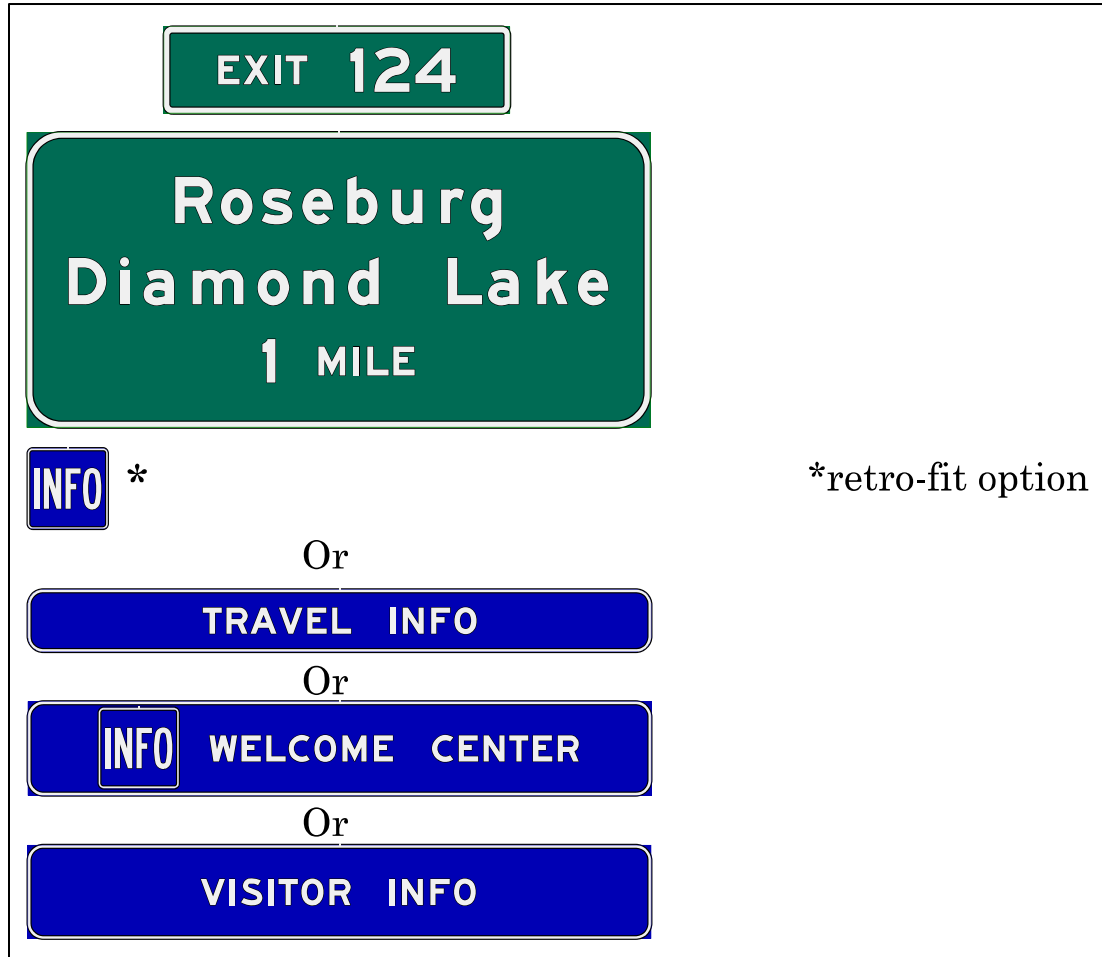 EXIT 124
Roseburg
Diamond Lake
1 MILE
INFO * *retro-fit option
Or
TRAVEL INFO
Or
INFO WELCOME CENTER
Or
VISITOR INFO